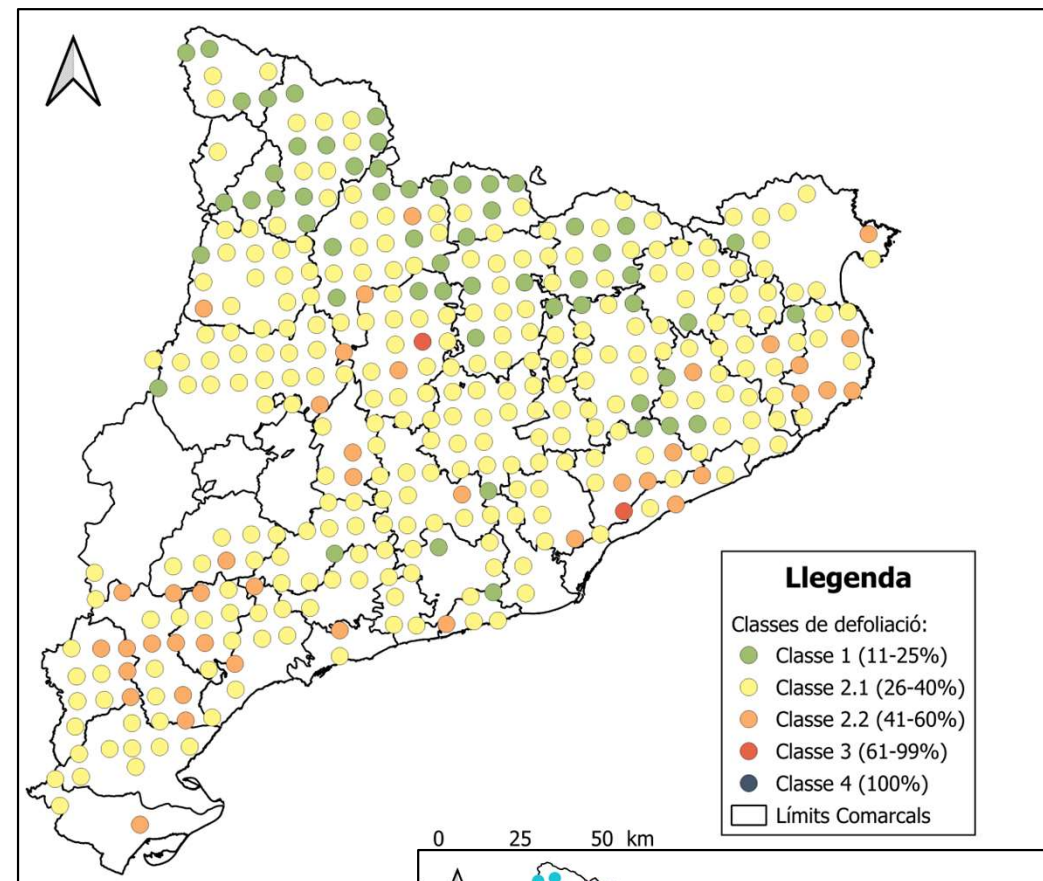 Llegenda
Classes de defoliació:
Classe 1 (11-25%)
Classe 2.1 (26-40%)
Classe 2.2 (41-60%)
Classe 3 (61-99%)
Classe 4 (100%)
Límits Comarcals
0 25 50 km